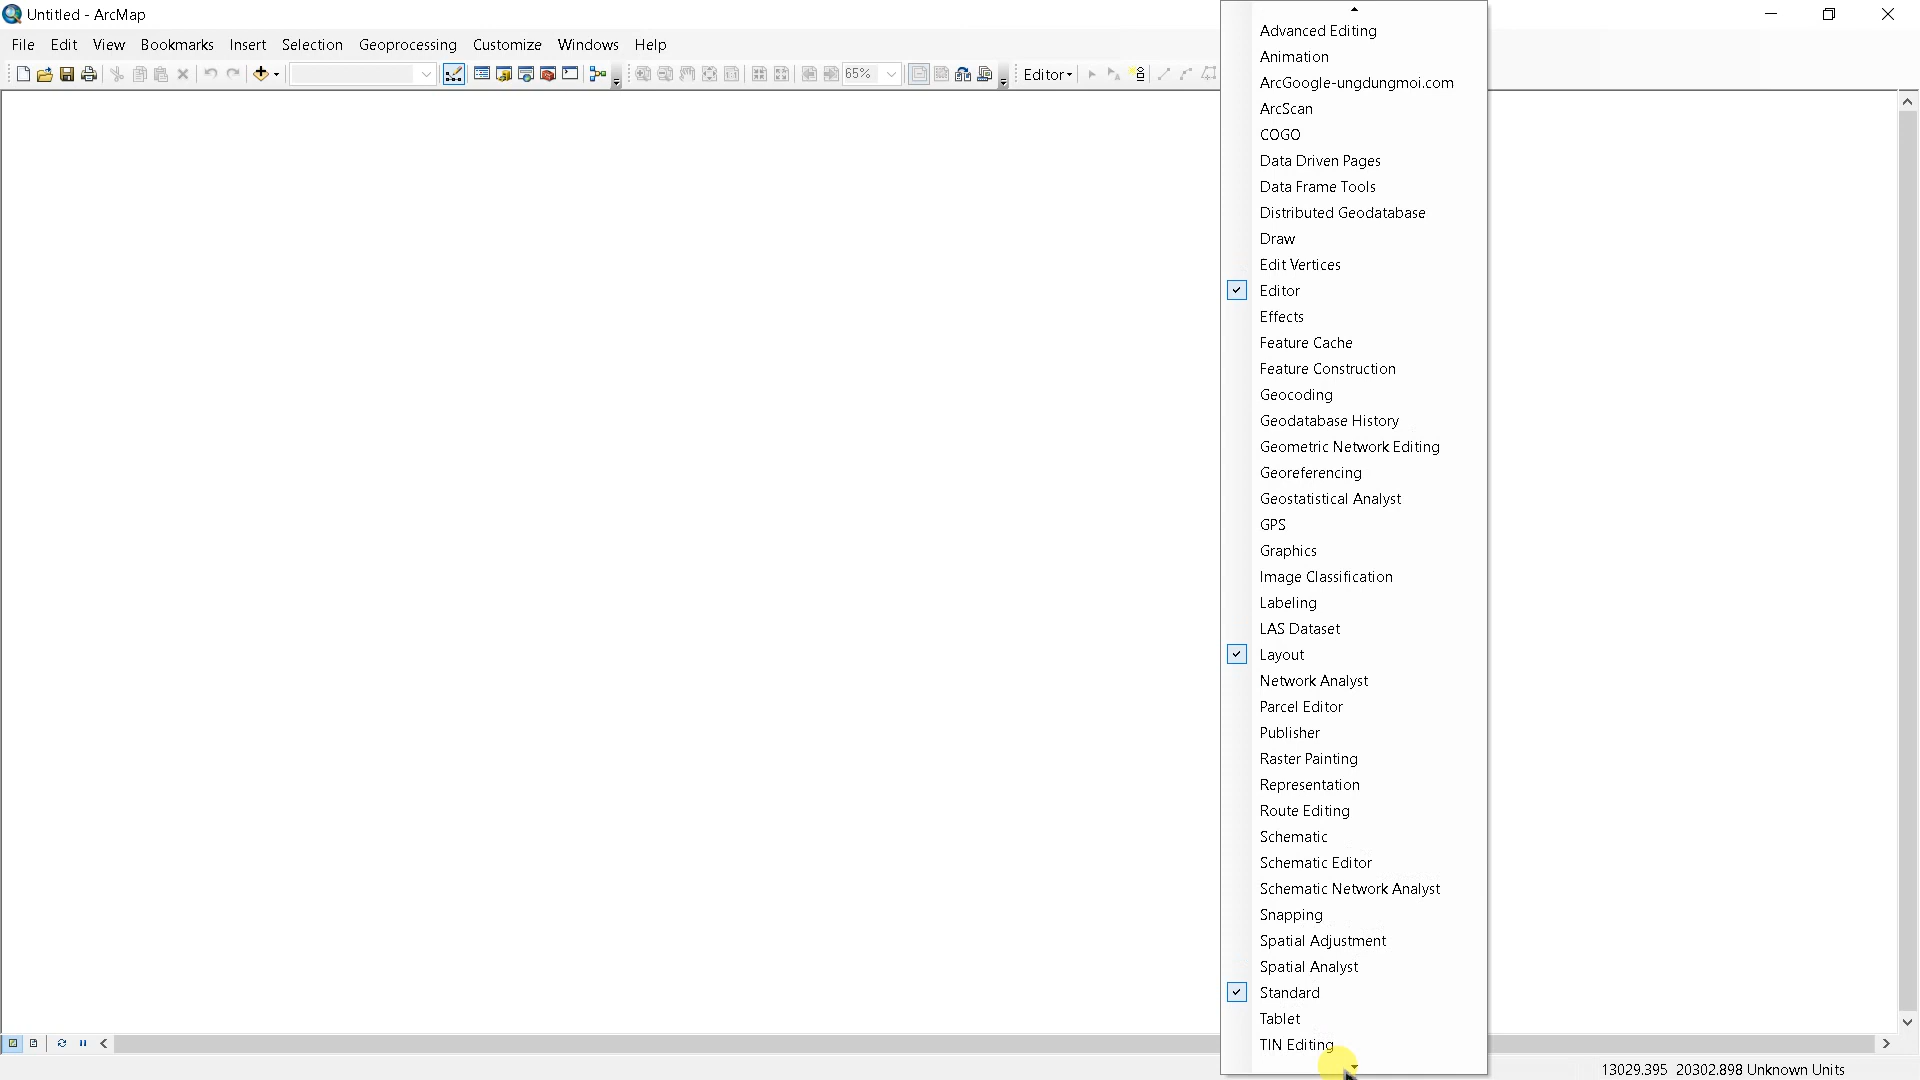 Untitled - ArcMap
File Edit View Bookmarks Insert Selection Geoprocessing Customize Windows Help
65% Editor
Advanced Editing
Animation
ArcGoogle-ungdungmoi.com
ArcScan
COGO
Data Driven Pages
Data Frame Tools
Distributed Geodatabase
Draw
Edit Vertices
Editor
Effects
Feature Cache
Feature Construction
Geocoding
Geodatabase History
Geometric Network Editing
Georeferencing
Geostatistical Analyst
GPS
Graphics
Image Classification
Labeling
LAS Dataset
Layout
Network Analyst
Parcel Editor
Publisher
Raster Painting
Representation
Route Editing
Schematic
Schematic Editor
Schematic Network Analyst
Snapping
Spatial Adjustment
Spatial Analyst
Standard
Tablet
TIN Editing
13029.395 20302.898 Unknown Units